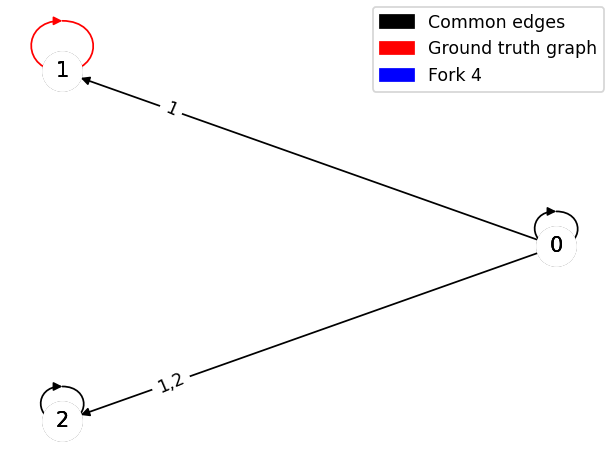 Common edges
Ground truth graph
Fork 4
1
1
0
1,2
2